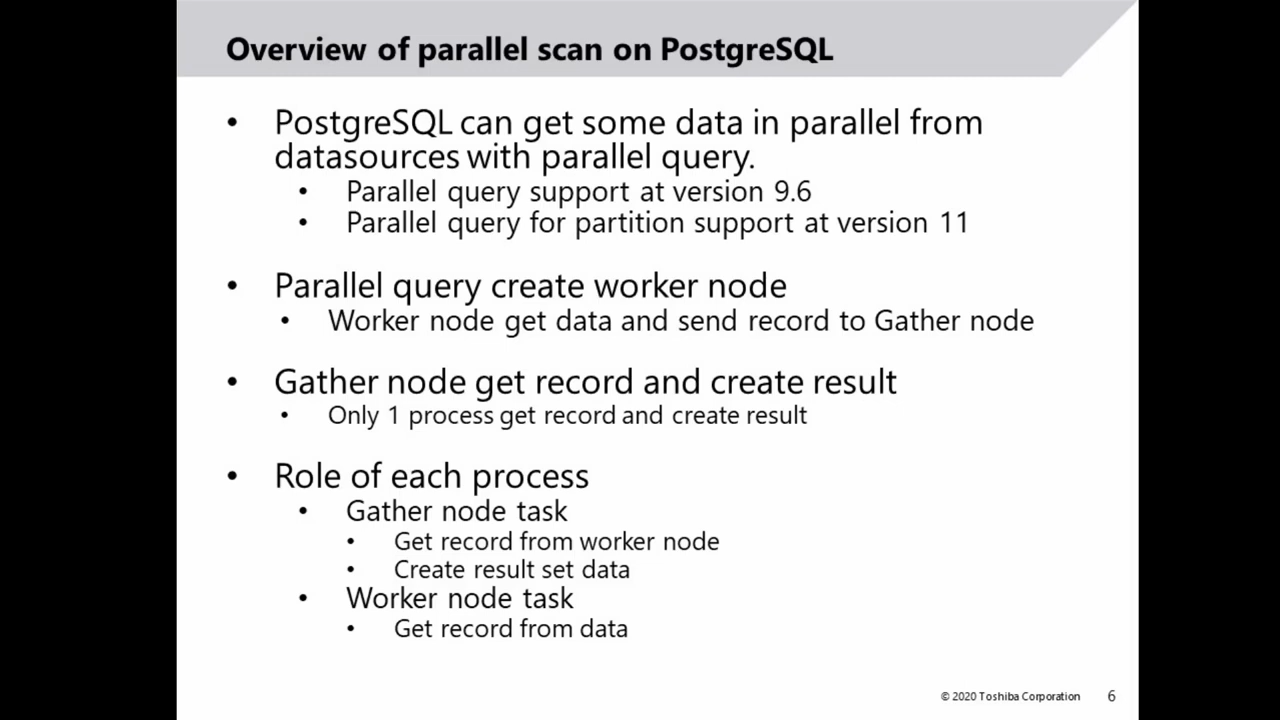 Overview of parallel scan on PostgreSQL
• PostgreSQL can get some data in parallel from
datasources with parallel query.
• Parallel query support at version 9.6
• Parallel query for partition support at version 11
• Parallel query create worker node
• Worker node get data and send record to Gather node
• Gather node get record and create result
• Only 1 process get record and create result
• Role of each process
• Gather node task
• Get record from worker node
• Create result set data
• Worker node task
• Get record from data
© 2020 Toshiba Corporation 6